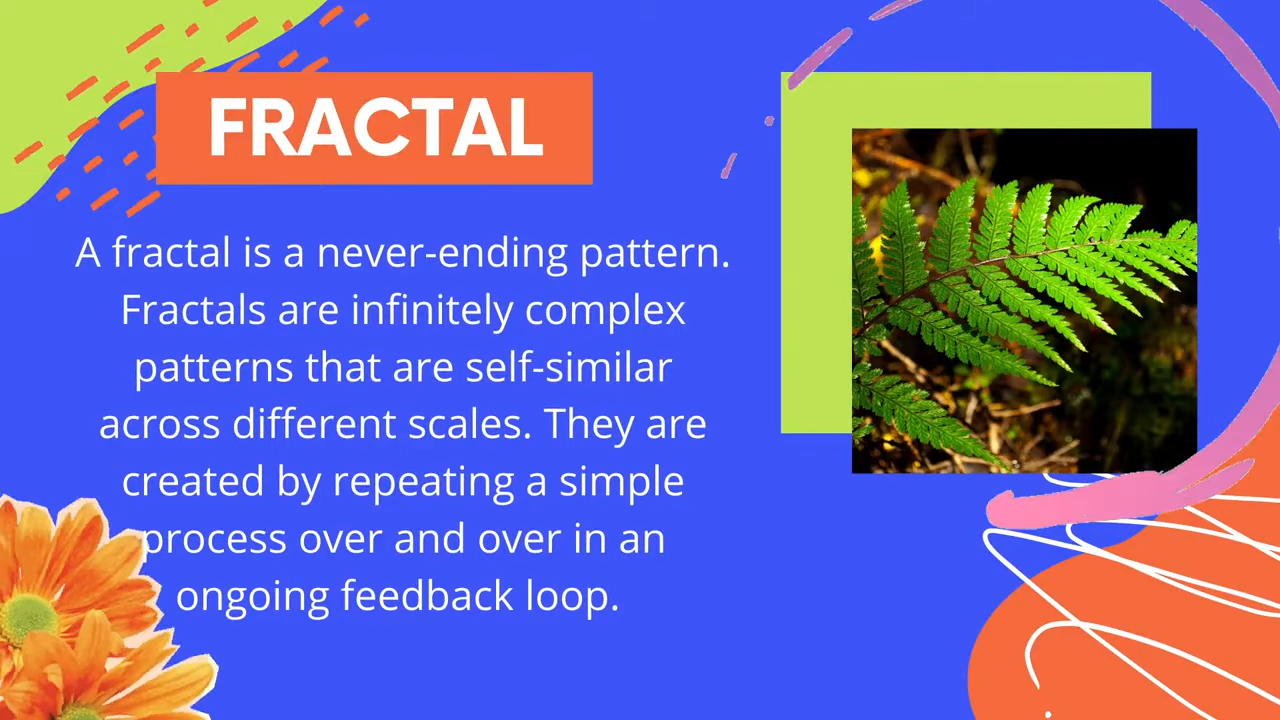 FRACTAL
A fractal is a never-ending pattern.
Fractals are infinitely complex
patterns that are self-similar
across different scales. They are
created by repeating a simple
process over and over in an
ongoing feedback loop.